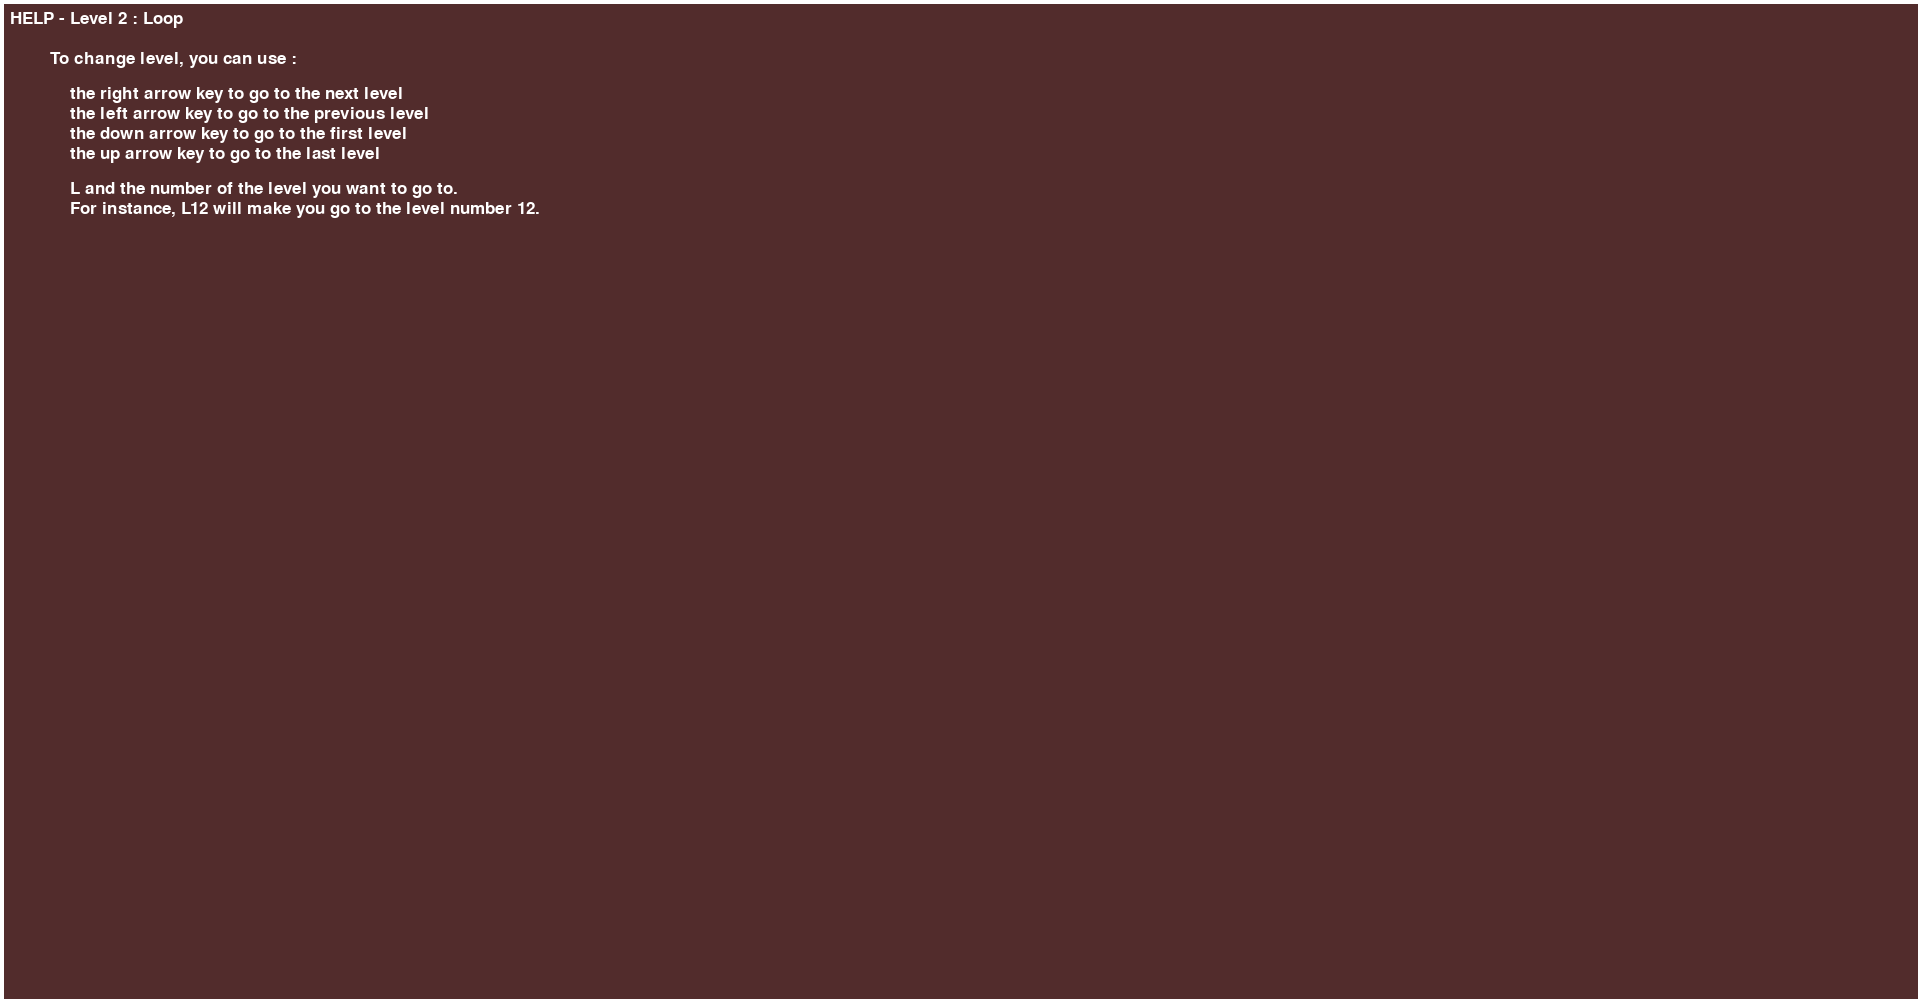 HELP - Level 2 : Loop
To change level, you can use :
the right arrow key to go to the next level
the left arrow key to go to the previous level
the down arrow key to go to the first level
the up arrow key to go to the last level
L and the number of the level you want to go to.
For instance, L12 will make you go to the level number 12.